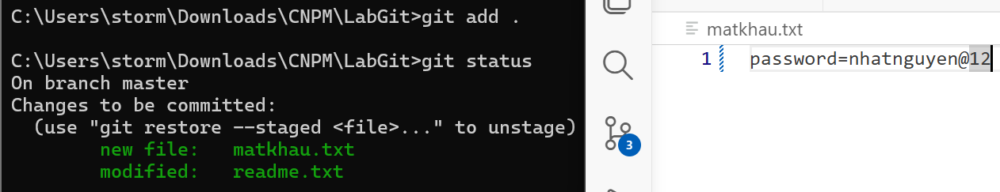 C:\Users\storm\Downloads\CNPM\LabGit>git add .
C:\Users\storm\Downloads\CNPM\LabGit>git status
On branch master
Changes to be committed:
  (use "git restore --staged <file>..." to unstage)
        new file:   matkhau.txt
        modified:   readme.txt
3
matkhau.txt
1 password=nhatnguyen@12